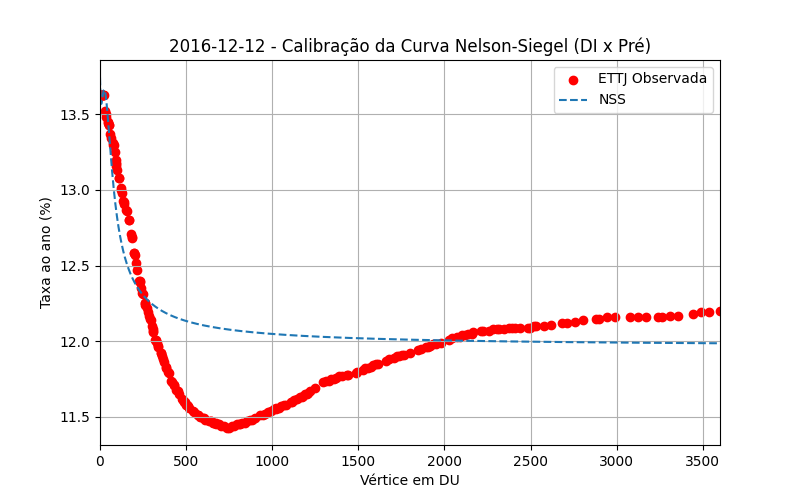 2016-12-12 - Calibração da Curva Nelson-Siegel (DI x Pré)
ETTJ Observada
NSS
13.5
13.0
12.5
12.0
11.5
Taxa ao ano (%)
0 500 1000 1500 2000 2500 3000 3500
Vértice em DU